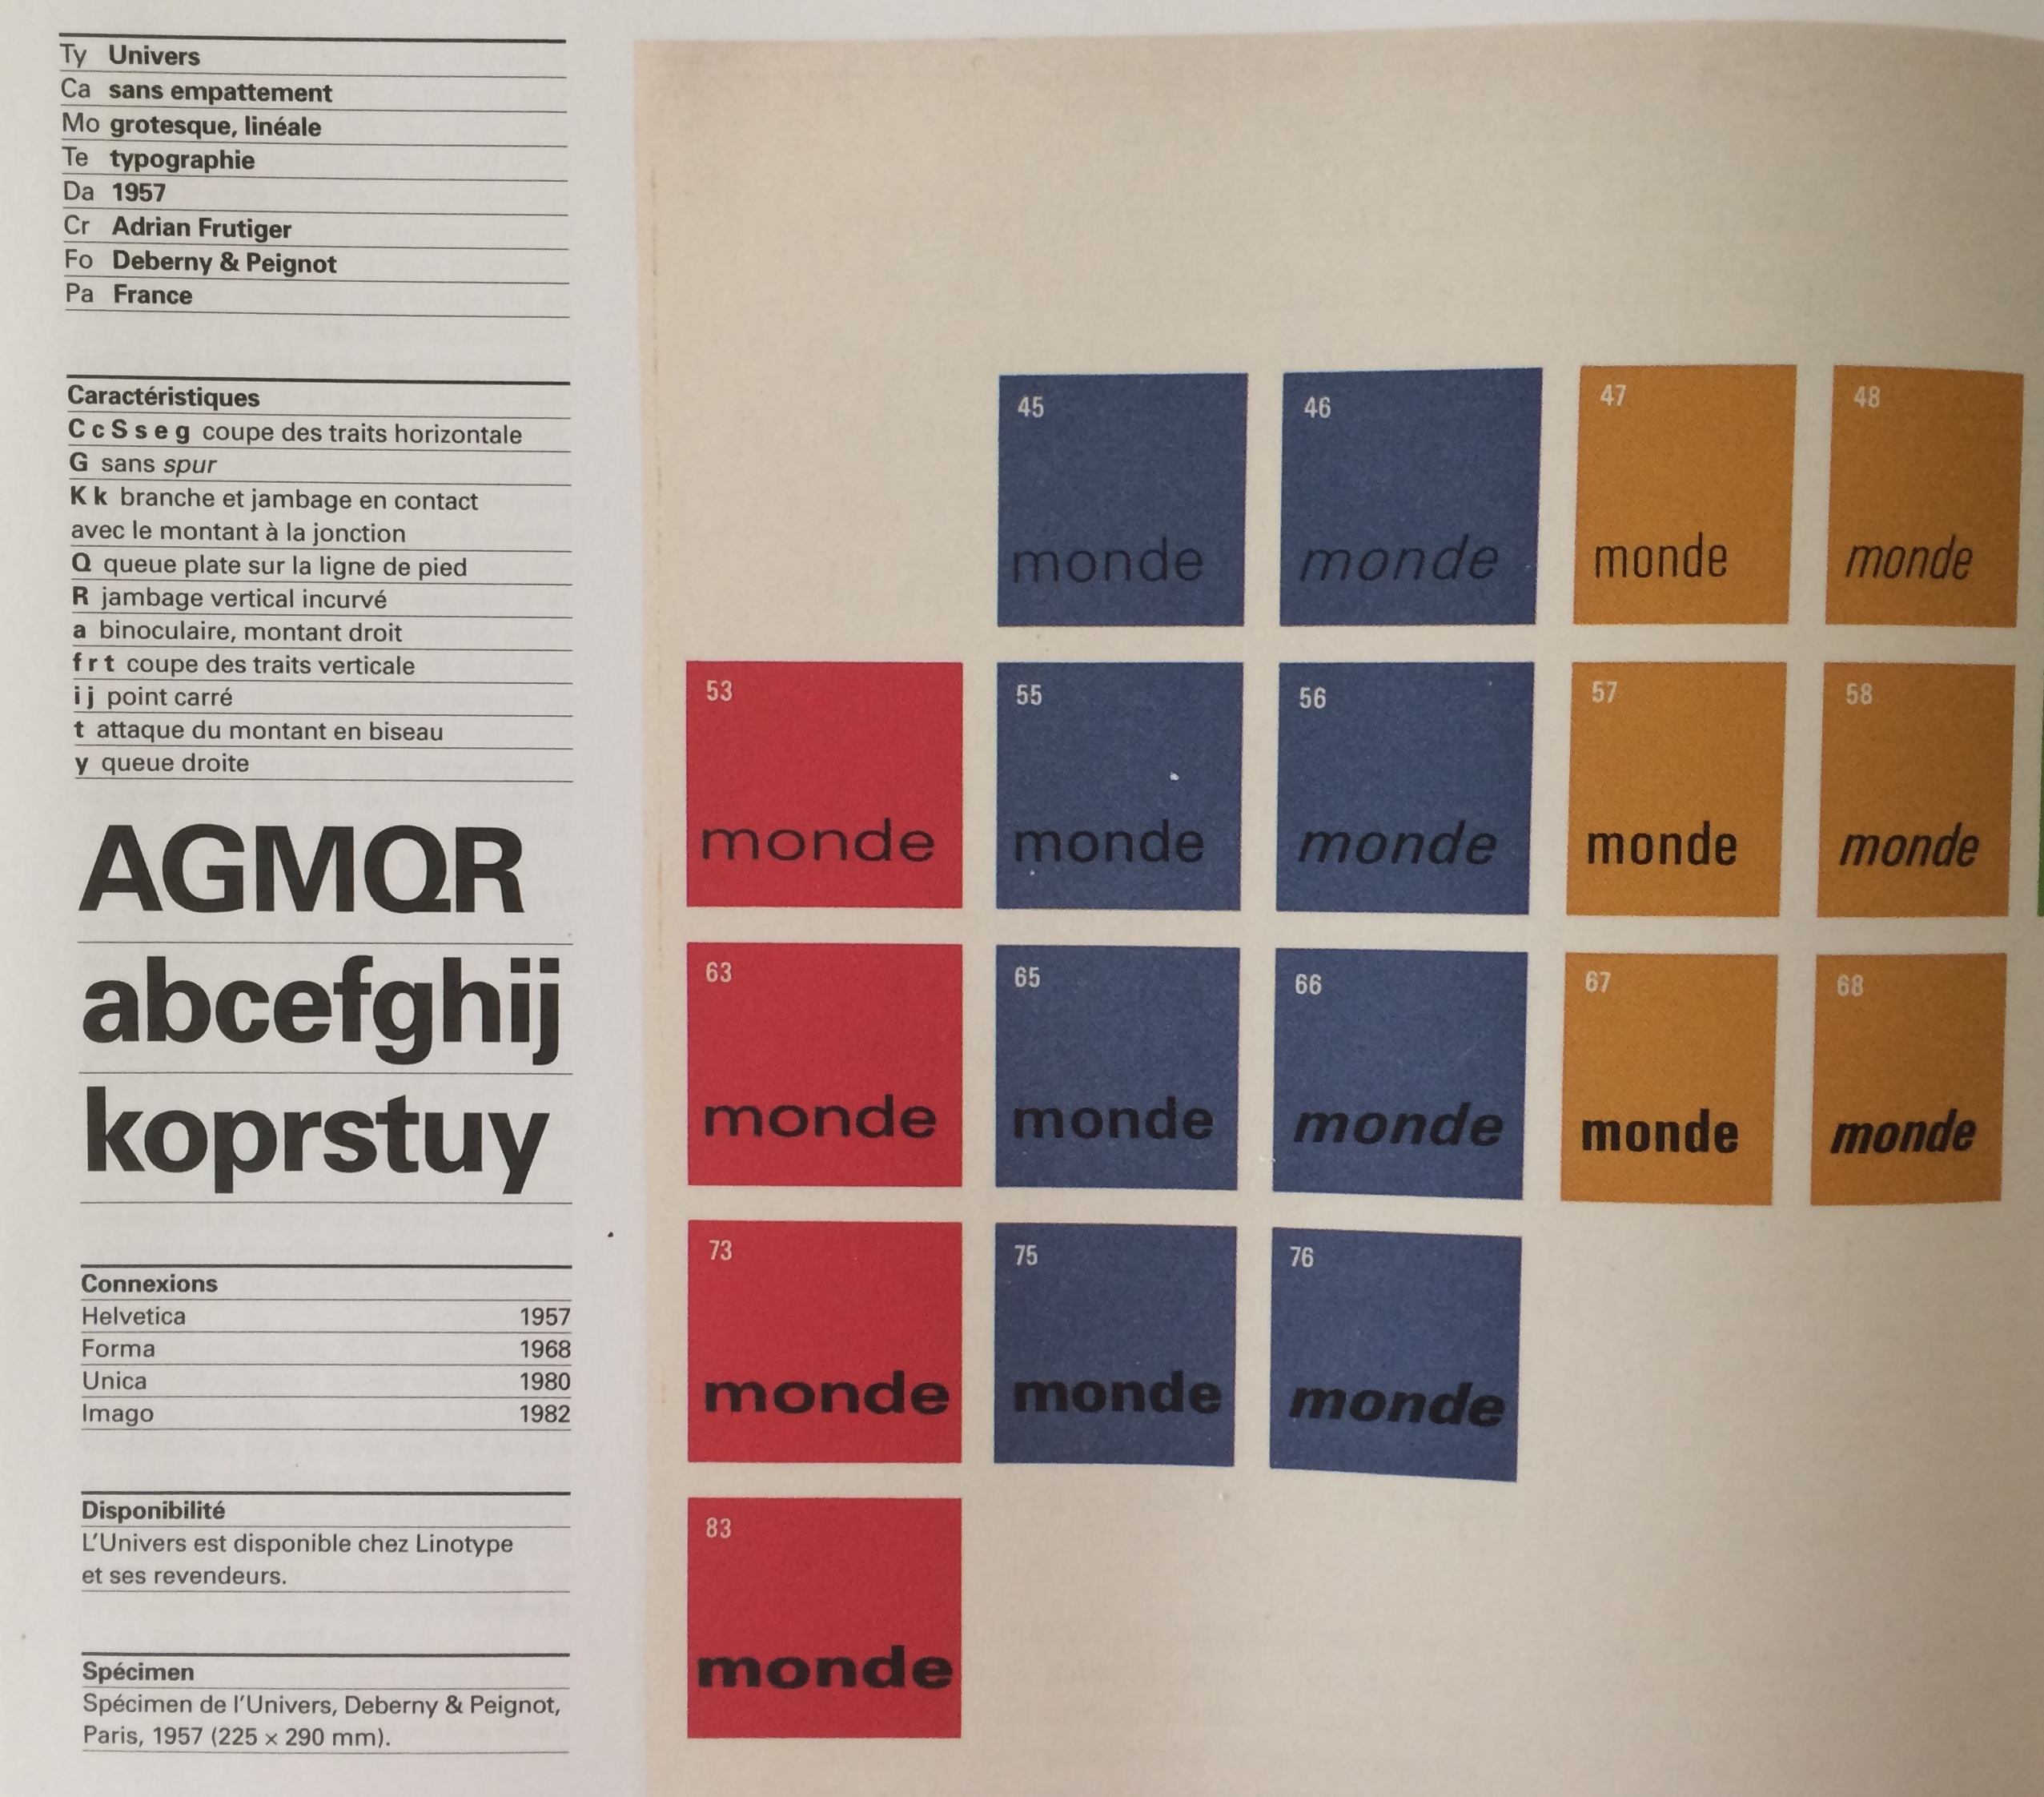 Ty Univers
Ca sans empattement
Mo grotesque, linéale
Te typographie
Da 1957
Cr Adrian Frutiger
Fo Deberny & Peignot
Pa France
Caractéristiques
C c S s e g coupe des traits horizontale
G sans spur
K k branche et jambage en contact
avec le montant à la jonction
Q queue plate sur la ligne de pied
R jambage vertical incurvé
a binoculaire, montant droit
f r t coupe des traits verticale
i j point carré
t attaque du montant en biseau
y queue droite
AGMQR
abcefghij
koprstuy
Connexions
Helvetica 1957
Forma 1968
Unica 1980
Imago 1982
Disponibilité
L'Univers est disponible chez Linotype
et ses revendeurs.
Spécimen
Spécimen de l'Univers, Deberny & Peignot,
Paris, 1957 (225 × 290 mm).
45 46 47 48
monde monde monde monde
53 55 56 57 58
monde monde monde monde monde
63 65 66 67 68
monde monde monde monde monde
73 75 76
monde monde monde
83
monde